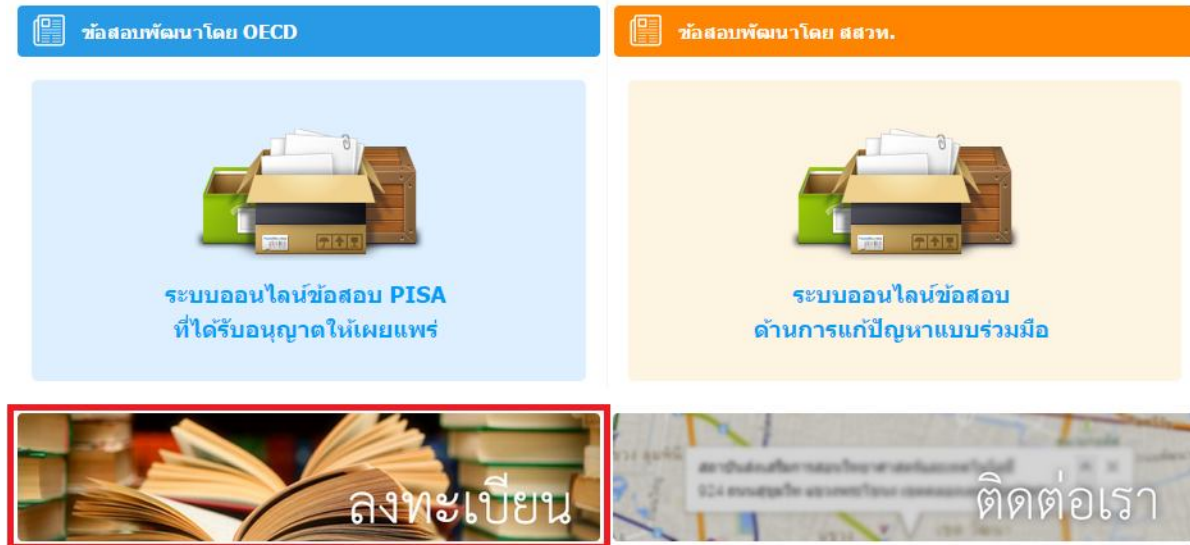 ข้อสอบพัฒนาโดย OECD
ข้อสอบพัฒนาโดย สสวท.
ระบบออนไลน์ข้อสอบ PISA
ที่ได้รับอนุญาตให้เผยแพร่
ระบบออนไลน์ข้อสอบ
ด้านการแก้ปัญหาแบบร่วมมือ
ลงทะเบียน
ติดต่อเรา